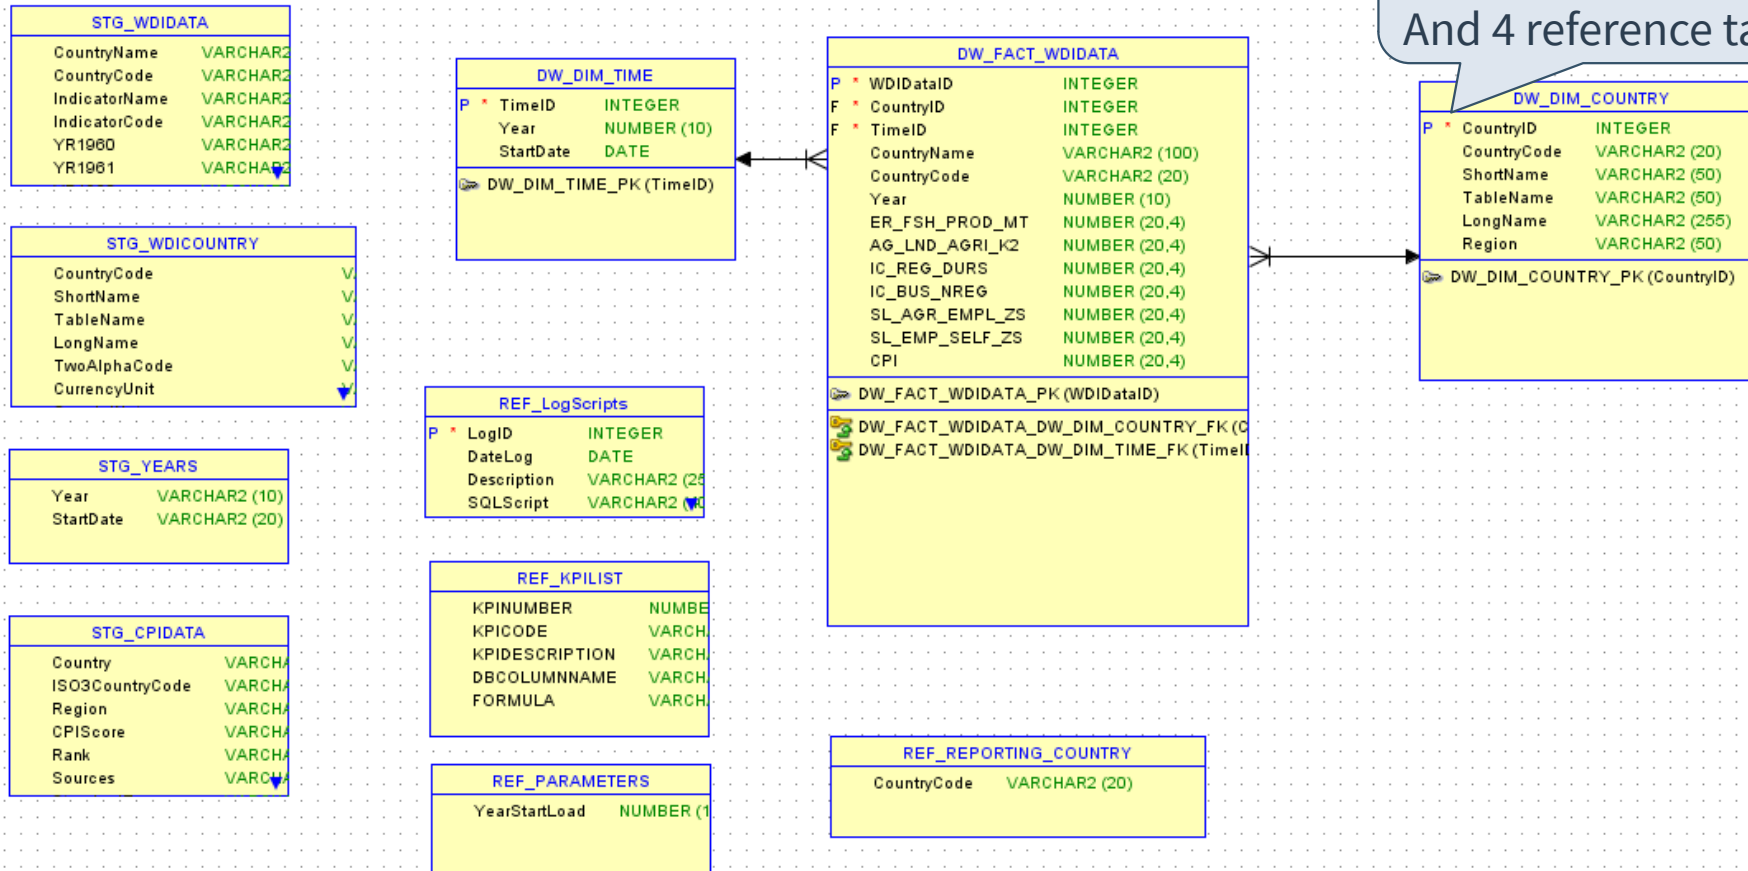 And 4 reference
STG_WDIDATA
CountryName VARCHAR2
CountryCode VARCHAR2
IndicatorName VARCHAR2
IndicatorCode VARCHAR2
YR1960 VARCHAR2
YR1961
STG_WDICOUNTRY
CountryCode
ShortName
TableName
LongName
TwoAlphaCode
CurrencyUnit
STG_YEARS
Year VARCHAR2 (10)
StartDate VARCHAR2 (20)
STG_CPIDATA
Country
ISO3CountryCode
Region
CPIScore
Rank
Sources
DW_DIM_TIME
P * TimeID INTEGER
Year NUMBER (10)
StartDate DATE
DW_DIM_TIME_PK (TimeID)
REF_LogScripts
P * LogID INTEGER
DateLog DATE
Description VARCHAR2
SQLScript VARCHAR2
REF_KPILIST
KPINUMBER
KPICODE
KPIDESCRIPTION
DBCOLUMNNAME
FORMULA
REF_PARAMETERS
YearStartLoad NUMBER (1
DW_FACT_WDIDATA
P * WDIDataID INTEGER
F * CountryID INTEGER
F * TimeID INTEGER
CountryName VARCHAR2 (100)
CountryCode VARCHAR2 (20)
Year NUMBER (10)
ER_FSH_PROD_MT NUMBER (20,4)
AG_LND_AGRI_K2 NUMBER (20,4)
IC_REG_DURS NUMBER (20,4)
IC_BUS_NREG NUMBER (20,4)
SL_AGR_EMPL_ZS NUMBER (20,4)
SL_EMP_SELF_ZS NUMBER (20,4)
CPI NUMBER (20,4)
DW_FACT_WDIDATA_PK (WDIDataID)
DW_FACT_WDIDATA_DW_DIM_COUNTRY_FK (C
DW_FACT_WDIDATA_DW_DIM_TIME_FK (TimeI
REF_REPORTING_COUNTRY
CountryCode VARCHAR2 (20)
DW_DIM_COUNTRY
P * CountryID INTEGER
CountryCode VARCHAR2 (20)
ShortName VARCHAR2 (50)
TableName VARCHAR2 (50)
LongName VARCHAR2 (255)
Region VARCHAR2 (50)
DW_DIM_COUNTRY_PK (CountryID)